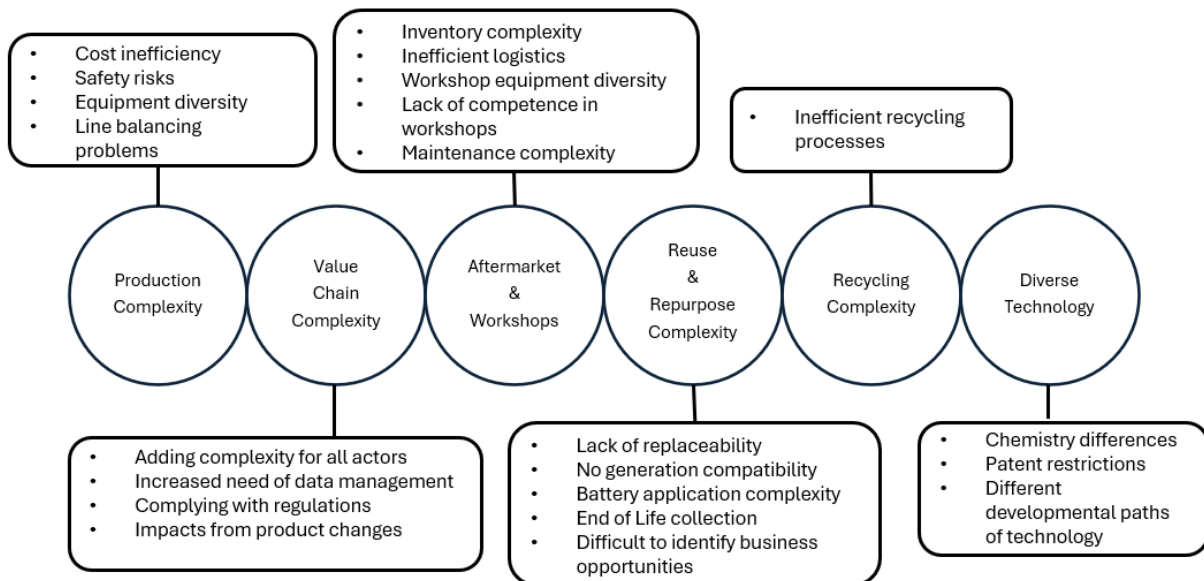 • Cost inefficiency
• Safety risks
• Equipment diversity
• Line balancing
problems
• Inventory complexity
• Inefficient logistics
• Workshop equipment diversity
• Lack of competence in
workshops
• Maintenance complexity
• Inefficient recycling
processes
Production
Complexity
Value
Chain
Complexity
Aftermarket
&
Workshops
Reuse
&
Repurpose
Complexity
Recycling
Complexity
Diverse
Technology
• Adding complexity for all actors
• Increased need of data management
• Complying with regulations
• Impacts from product changes
• Lack of replaceability
• No generation compatibility
• Battery application complexity
• End of Life collection
• Difficult to identify business
opportunities
• Chemistry differences
• Patent restrictions
• Different
developmental paths
of technology